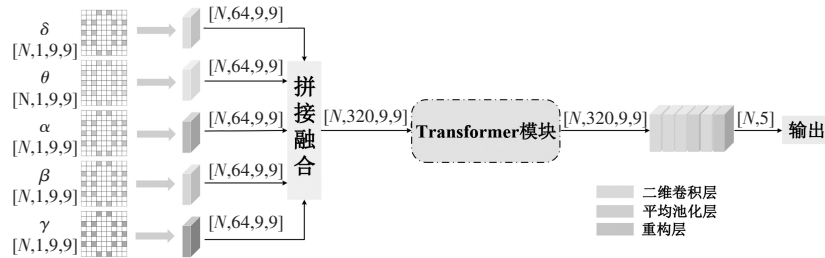 δ
[N,1,9,9]
[N,64,9,9]
θ
[N,1,9,9]
[N,64,9,9]
α
[N,1,9,9]
[N,64,9,9]
β
[N,1,9,9]
[N,64,9,9]
γ
[N,1,9,9]
[N,64,9,9]
拼接融合
[N,320,9,9]
Transformer模块
[N,320,9,9]
[N,5]
输出
二维卷积层
平均池化层
重构层